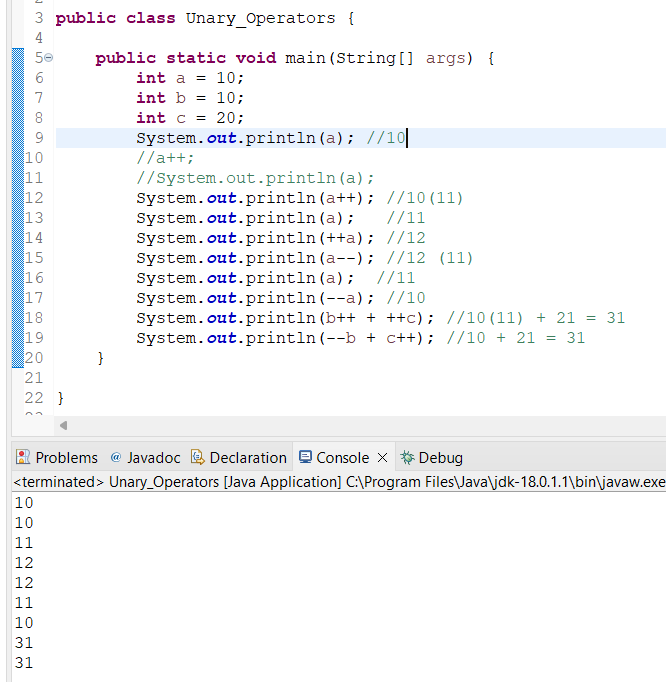 3 public class Unary_Operators {
4
5 public static void main(String[] args) {
6 int a = 10;
7 int b = 10;
8 int c = 20;
9 System.out.println(a); //10
10 //a++;
11 //System.out.println(a);
12 System.out.println(a++); //10(11)
13 System.out.println(a); //11
14 System.out.println(++a); //12
15 System.out.println(a--); //12 (11)
16 System.out.println(a); //11
17 System.out.println(--a); //10
18 System.out.println(b++ + ++c); //10(11) + 21 = 31
19 System.out.println(--b + c++); //10 + 21 = 31
20 }
21
22 }
Problems @ Javadoc Declaration Console × Debug
<terminated> Unary_Operators [Java Application] C:\Program Files\Java\jdk-18.0.1.1\bin\javaw.exe
10
10
11
12
12
11
10
31
31